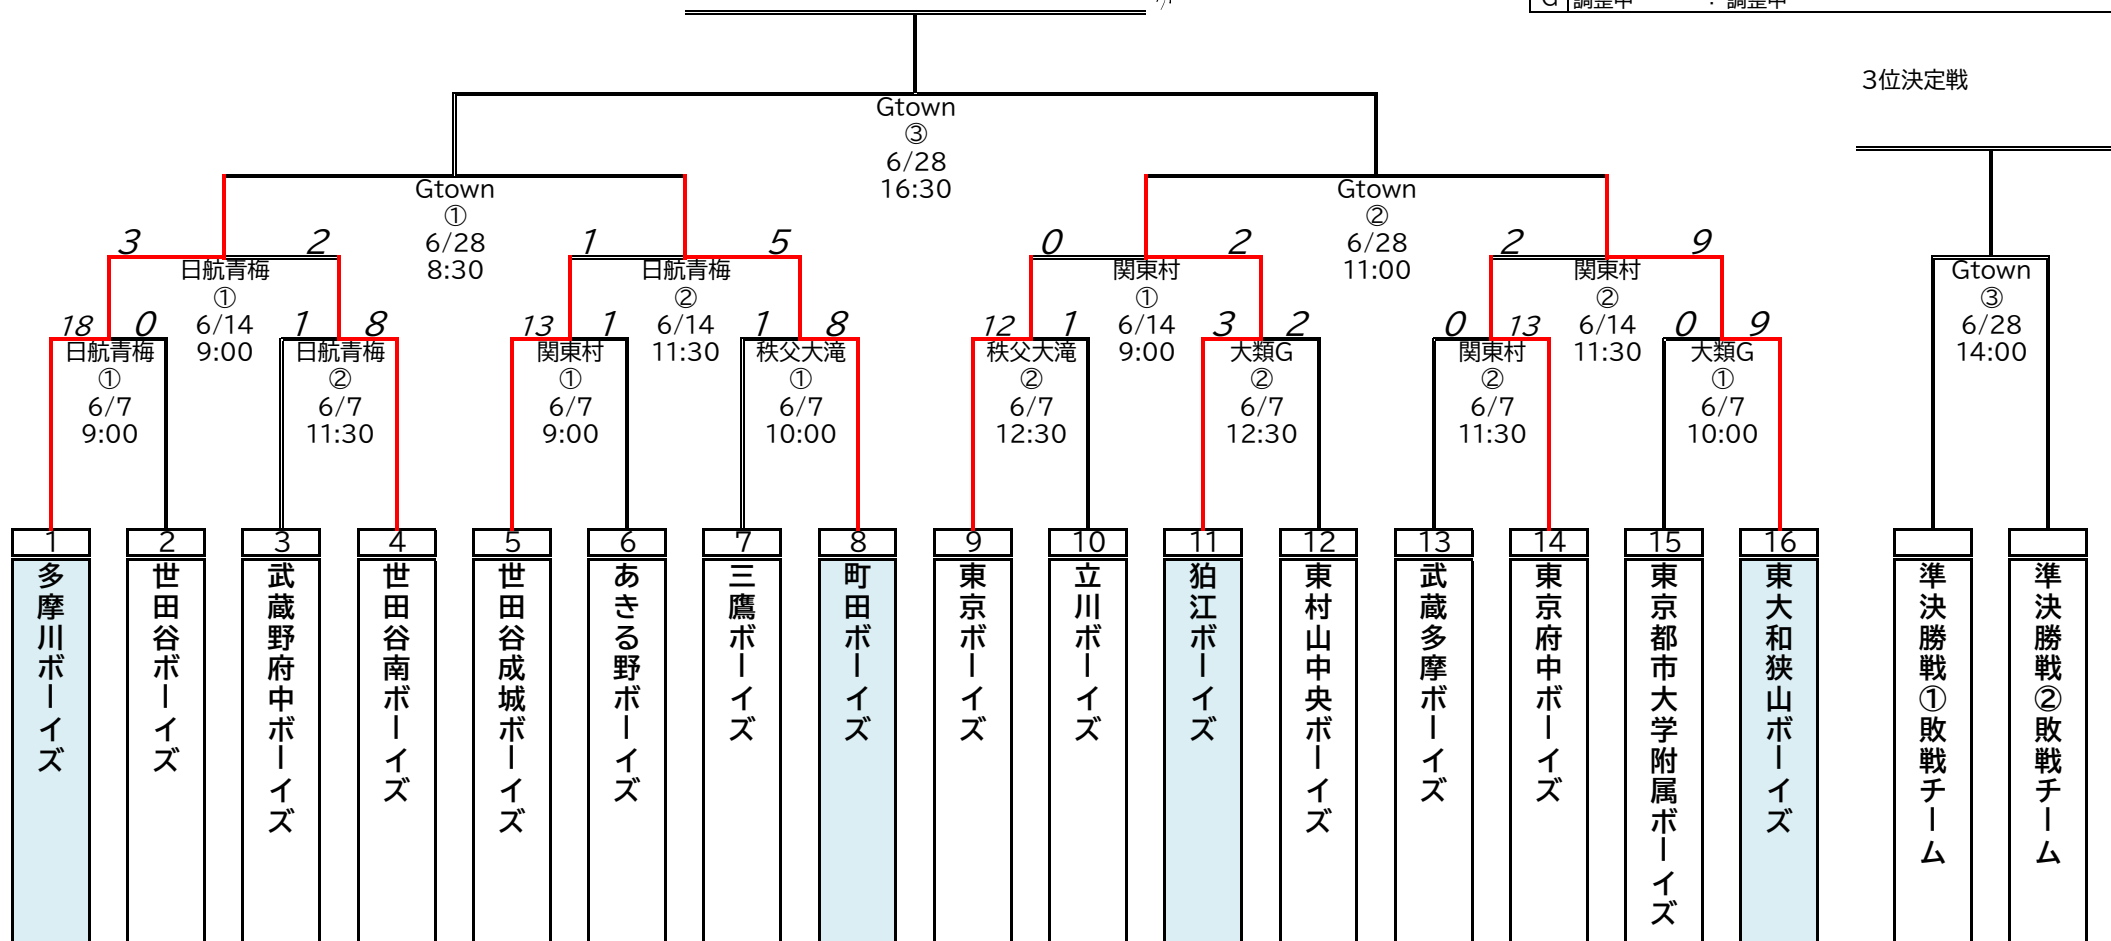 G 調整中 : 調整中
3位決定戦
Gtown
③
6/28
16:30
Gtown
①
6/28
8:30
Gtown
②
6/28
11:00
3 2
日航青梅
①
6/14
9:00
1 5
日航青梅
②
6/14
11:30
0 2
関東村
①
6/14
9:00
2 9
関東村
②
6/14
11:30
Gtown
③
6/28
14:00
18 0
日航青梅
①
6/7
9:00
1 8
日航青梅
②
6/7
11:30
13 1
関東村
①
6/7
9:00
1 8
秩父大滝
①
6/7
10:00
12 1
秩父大滝
②
6/7
12:30
3 2
大類G
②
6/7
12:30
0 13
関東村
②
6/7
11:30
0 9
大類G
①
6/7
10:00
1
多摩川ボーイズ
2
世田谷ボーイズ
3
武蔵野府中ボーイズ
4
世田谷南ボーイズ
5
世田谷成城ボーイズ
6
あきる野ボーイズ
7
三鷹ボーイズ
8
町田ボーイズ
9
東京ボーイズ
10
立川ボーイズ
11
狛江ボーイズ
12
東村山中央ボーイズ
13
武蔵多摩ボーイズ
14
東京府中ボーイズ
15
東京都市大学附属ボーイズ
16
東大和狭山ボーイズ
準決勝戦①敗戦チーム
準決勝戦②敗戦チーム